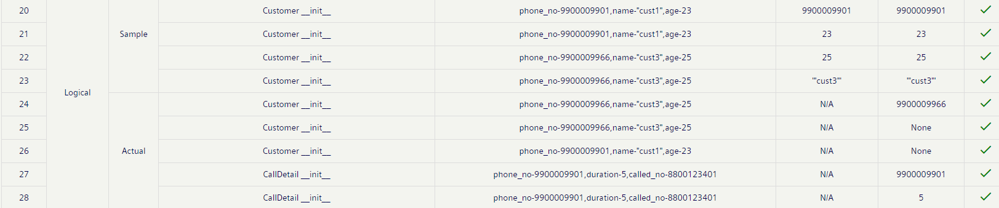 20 Customer __init__ phone_no-9900009901,name-"cust1",age-23 9900009901 9900009901
Sample
21 Customer __init__ phone_no-9900009901,name-"cust1",age-23 23 23
22 Customer __init__ phone_no-9900009966,name-"cust3",age-25 25 25
23 Customer __init__ phone_no-9900009966,name-"cust3",age-25 '"cust3"' '"cust3"'
Logical
24 Customer __init__ phone_no-9900009966,name-"cust3",age-25 N/A 9900009966
25 Customer __init__ phone_no-9900009966,name-"cust3",age-25 N/A None
Actual
26 Customer __init__ phone_no-9900009901,name-"cust1",age-23 N/A None
27 CallDetail __init__ phone_no-9900009901,duration-5,called_no-8800123401 N/A 9900009901
28 CallDetail __init__ phone_no-9900009901,duration-5,called_no-8800123401 N/A 5